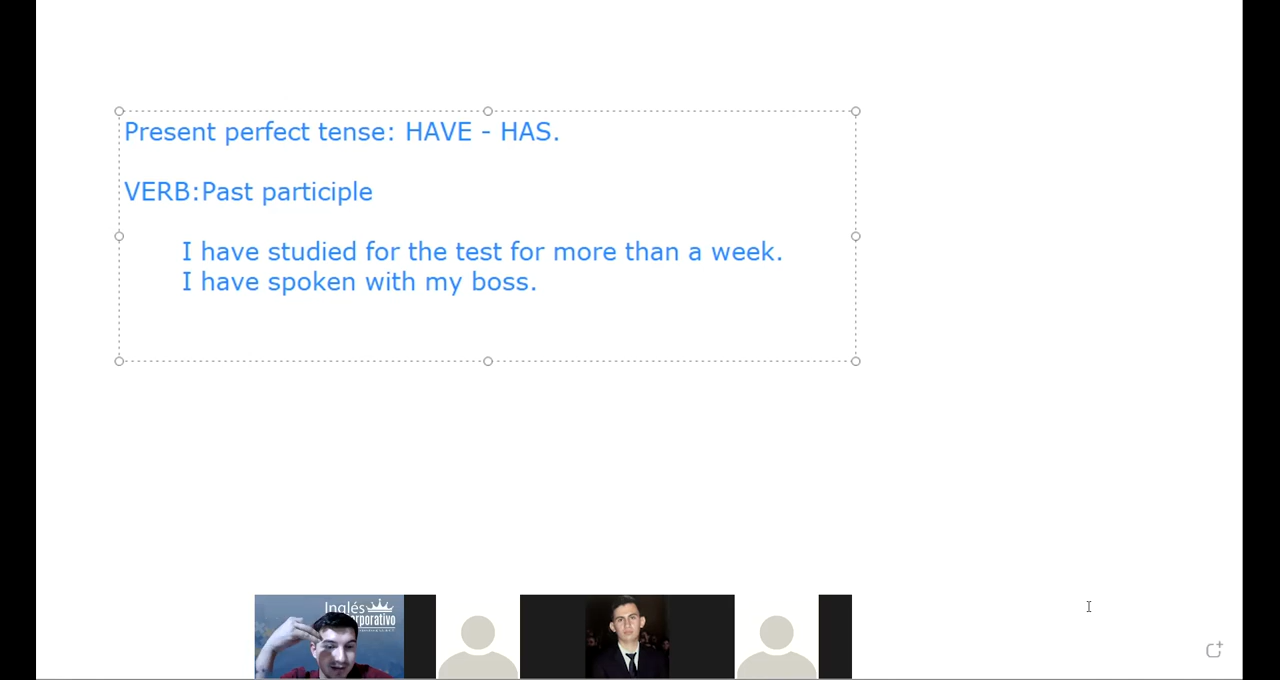 Present perfect tense: HAVE - HAS.
VERB:Past participle
I have studied for the test for more than a week.
I have spoken with my boss.
Inglés